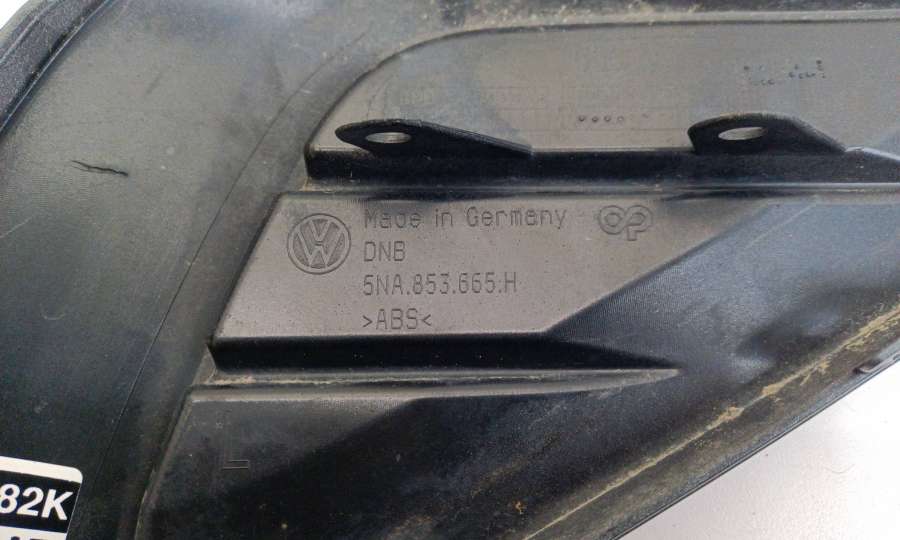 Made in Germany
DNB
5NA.853.665.H
>ABS<
L
82K